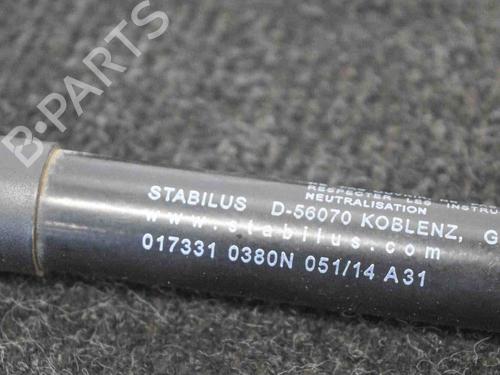 B-PARTS
RESPECTER LES INSTRU
NEUTRALISATION
STABILUS D-56070 KOBLENZ, G
www.stabilus.com
017331 0380N 051/14 A31